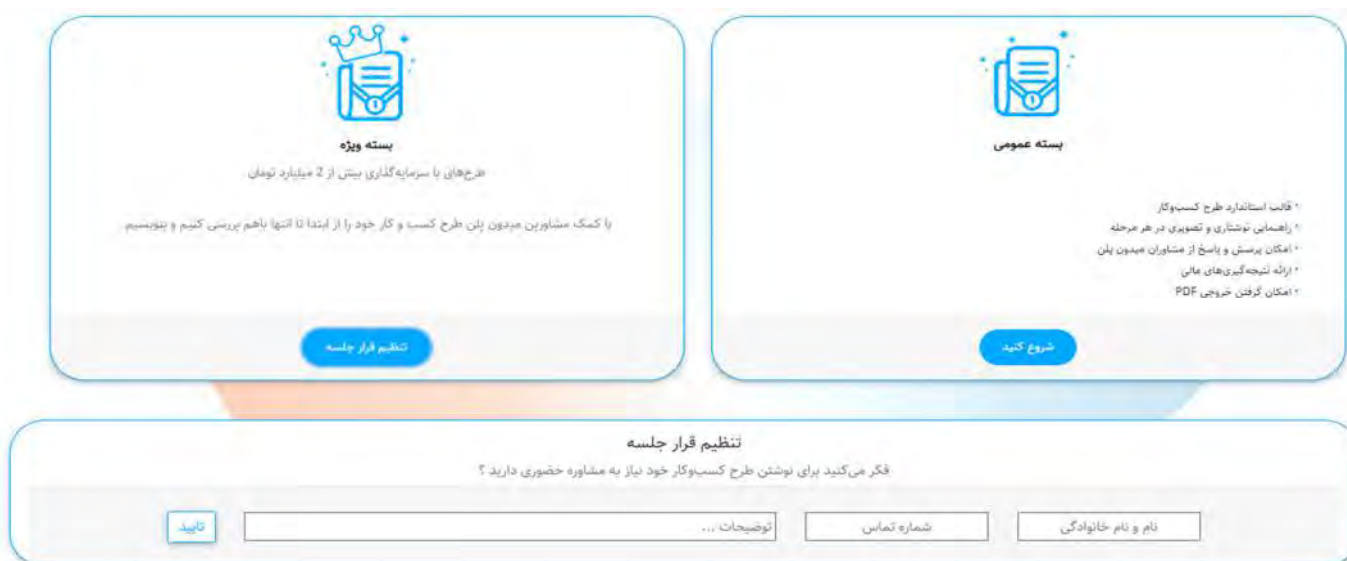 بسته عمومی
• قالب استاندارد طرح کسب‌وکار
• راهنمایی نوشتاری و تصویری در هر مرحله
• امکان پرسش و پاسخ از مشاوران میدون پلن
• ارائه نتیجه‌گیری‌های مالی
• امکان گرفتن خروجی PDF
شروع کنید
بسته ویژه
طرح‌های با سرمایه‌گذاری بیش از 2 میلیارد تومان
با کمک مشاورین میدون پلن طرح کسب و کار خود را از ابتدا تا انتها باهم بررسی کنیم و بنویسیم
تنظیم قرار جلسه
تنظیم قرار جلسه
فکر می‌کنید برای نوشتن طرح کسب‌وکار خود نیاز به مشاوره حضوری دارید ؟
نام و نام خانوادگی
شماره تماس
توضیحات ...
تایید